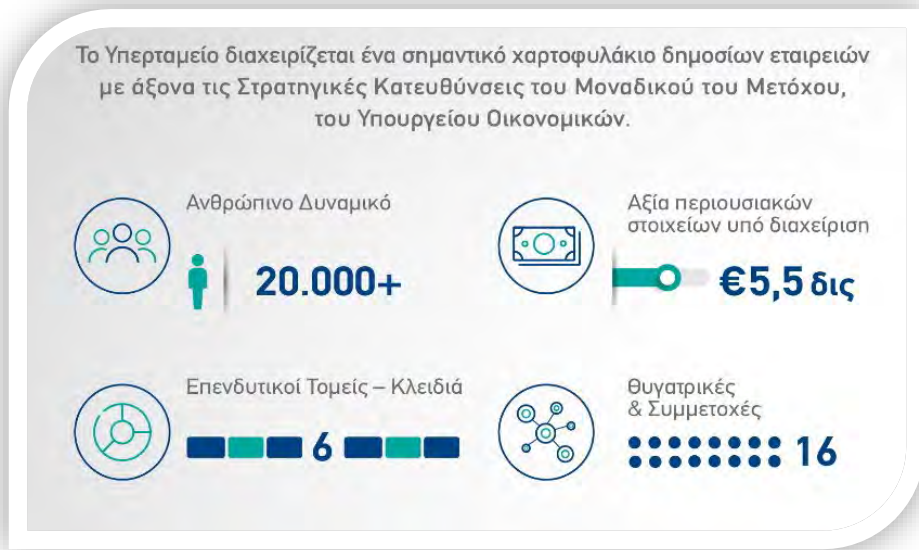 Το Υπερταμείο διαχειρίζεται ένα σημαντικό χαρτοφυλάκιο δημοσίων εταιρειών
με άξονα τις Στρατηγικές Κατευθύνσεις του Μοναδικού του Μετόχου,
του Υπουργείου Οικονομικών.
Ανθρώπινο Δυναμικό
20.000+
Αξία περιουσιακών
στοιχείων υπό διαχείριση
€5,5 δις
Επενδυτικοί Τομείς – Κλειδιά
6
Θυγατρικές
& Συμμετοχές
16